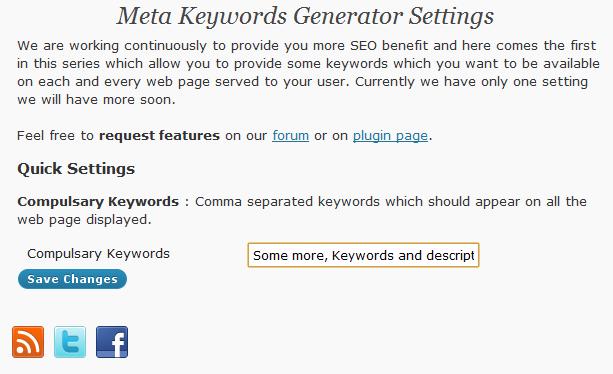 Meta Keywords Generator Settings
We are working continuously to provide you more SEO benefit and here comes the first
in this series which allow you to provide some keywords which you want to be available
on each and every web page served to your user. Currently we have only one setting
we will have more soon.
Feel free to request features on our forum or on plugin page.
Quick Settings
Compulsary Keywords : Comma separated keywords which should appear on all the
web page displayed.
Compulsary Keywords Some more, Keywords and descript
Save Changes